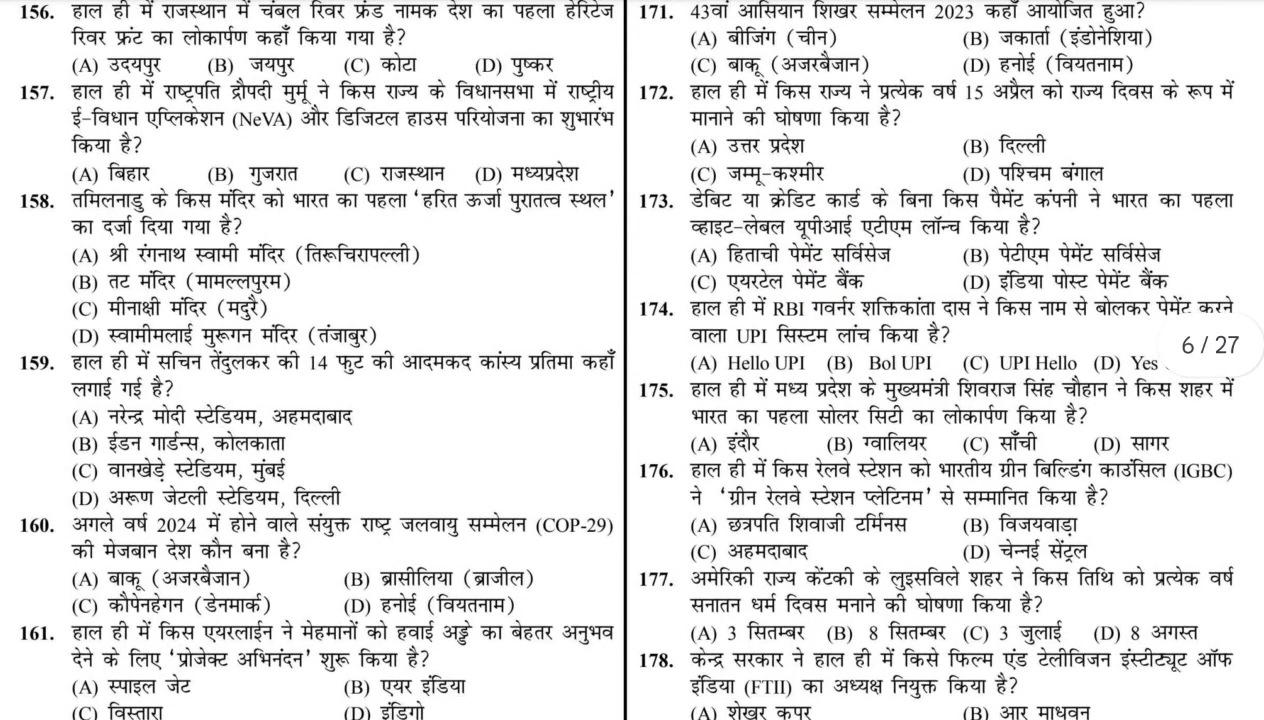 156. हाल ही में राजस्थान में चंबल रिवर फ्रंड नामक देश का पहला हेरिटेज
रिवर फ्रंट का लोकार्पण कहाँ किया गया है?
(A) उदयपुर (B) जयपुर (C) कोटा (D) पुष्कर
157. हाल ही में राष्ट्रपति द्रौपदी मुर्मू ने किस राज्य के विधानसभा में राष्ट्रीय
ई-विधान एप्लिकेशन (NeVA) और डिजिटल हाउस परियोजना का शुभारंभ
किया है?
(A) बिहार (B) गुजरात (C) राजस्थान (D) मध्यप्रदेश
158. तमिलनाडु के किस मंदिर को भारत का पहला ‘हरित ऊर्जा पुरातत्व स्थल’
का दर्जा दिया गया है?
(A) श्री रंगनाथ स्वामी मंदिर (तिरूचिरापल्ली)
(B) तट मंदिर (मामल्लपुरम)
(C) मीनाक्षी मंदिर (मदुरै)
(D) स्वामीमलाई मुरूगन मंदिर (तंजाबुर)
159. हाल ही में सचिन तेंदुलकर की 14 फुट की आदमकद कांस्य प्रतिमा कहाँ
लगाई गई है?
(A) नरेन्द्र मोदी स्टेडियम, अहमदाबाद
(B) ईडन गार्डन्स, कोलकाता
(C) वानखेड़े स्टेडियम, मुंबई
(D) अरूण जेटली स्टेडियम, दिल्ली
160. अगले वर्ष 2024 में होने वाले संयुक्त राष्ट्र जलवायु सम्मेलन (COP-29)
की मेजबान देश कौन बना है?
(A) बाकू (अजरबैजान) (B) ब्रासीलिया (ब्राजील)
(C) कौपेनहेगन (डेनमार्क) (D) हनोई (वियतनाम)
161. हाल ही में किस एयरलाईन ने मेहमानों को हवाई अड्डे का बेहतर अनुभव
देने के लिए ‘प्रोजेक्ट अभिनंदन’ शुरू किया है?
(A) स्पाइल जेट (B) एयर इंडिया
(C) विस्तारा (D) इंडिगो
171. 43वां आसियान शिखर सम्मेलन 2023 कहाँ आयोजित हुआ?
(A) बीजिंग (चीन) (B) जकार्ता (इंडोनेशिया)
(C) बाकू (अजरबैजान) (D) हनोई (वियतनाम)
172. हाल ही में किस राज्य ने प्रत्येक वर्ष 15 अप्रैल को राज्य दिवस के रूप में
मानाने की घोषणा किया है?
(A) उत्तर प्रदेश (B) दिल्ली
(C) जम्मू-कश्मीर (D) पश्चिम बंगाल
173. डेबिट या क्रेडिट कार्ड के बिना किस पैमेंट कंपनी ने भारत का पहला
व्हाइट-लेबल यूपीआई एटीएम लॉन्च किया है?
(A) हिताची पेमेंट सर्विसेज (B) पेटीएम पेमेंट सर्विसेज
(C) एयरटेल पेमेंट बैंक (D) इंडिया पोस्ट पेमेंट बैंक
174. हाल ही में RBI गवर्नर शक्तिकांता दास ने किस नाम से बोलकर पेमेंट करने
वाला UPI सिस्टम लांच किया है?
(A) Hello UPI (B) Bol UPI (C) UPI Hello (D) Yes
6 / 27
175. हाल ही में मध्य प्रदेश के मुख्यमंत्री शिवराज सिंह चौहान ने किस शहर में
भारत का पहला सोलर सिटी का लोकार्पण किया है?
(A) इंदौर (B) ग्वालियर (C) साँची (D) सागर
176. हाल ही में किस रेलवे स्टेशन को भारतीय ग्रीन बिल्डिंग काउंसिल (IGBC)
ने ‘ग्रीन रेलवे स्टेशन प्लेटिनम’ से सम्मानित किया है?
(A) छत्रपति शिवाजी टर्मिनस (B) विजयवाड़ा
(C) अहमदाबाद (D) चेन्नई सेंट्रल
177. अमेरिकी राज्य केंटकी के लुइसविले शहर ने किस तिथि को प्रत्येक वर्ष
सनातन धर्म दिवस मनाने की घोषणा किया है?
(A) 3 सितम्बर (B) 8 सितम्बर (C) 3 जुलाई (D) 8 अगस्त
178. केन्द्र सरकार ने हाल ही में किसे फिल्म एंड टेलीविजन इंस्टीट्यूट ऑफ
इंडिया (FTII) का अध्यक्ष नियुक्त किया है?
(A) शेखर कपूर (B) आर माधवन